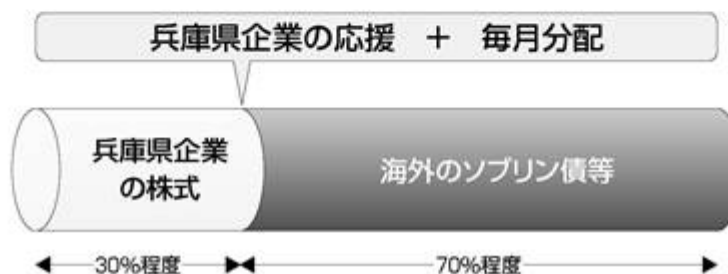 兵庫県企業の応援 + 毎月分配
兵庫県企業
の株式
海外のソブリン債等
30%程度
70%程度